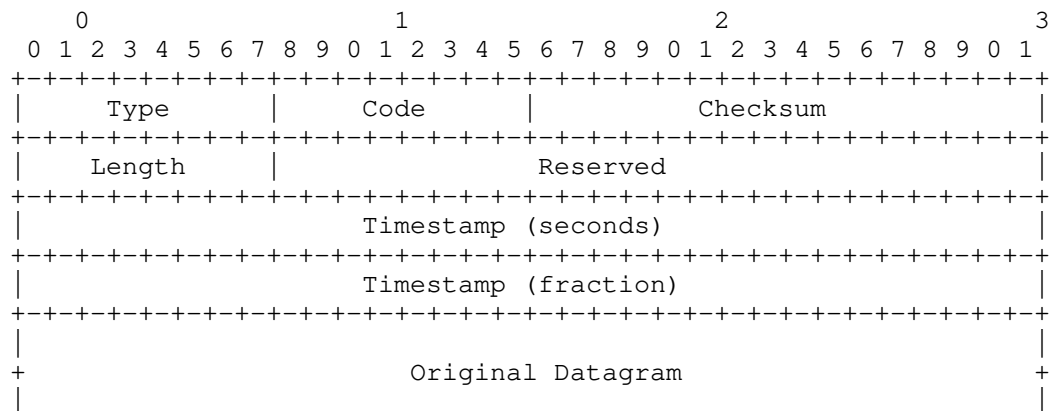 0                   1                   2                   3
 0 1 2 3 4 5 6 7 8 9 0 1 2 3 4 5 6 7 8 9 0 1 2 3 4 5 6 7 8 9 0 1
+-+-+-+-+-+-+-+-+-+-+-+-+-+-+-+-+-+-+-+-+-+-+-+-+-+-+-+-+-+-+-+-+
|     Type      |     Code      |          Checksum             |
+-+-+-+-+-+-+-+-+-+-+-+-+-+-+-+-+-+-+-+-+-+-+-+-+-+-+-+-+-+-+-+-+
|    Length     |                Reserved                       |
+-+-+-+-+-+-+-+-+-+-+-+-+-+-+-+-+-+-+-+-+-+-+-+-+-+-+-+-+-+-+-+-+
|                     Timestamp (seconds)                       |
+-+-+-+-+-+-+-+-+-+-+-+-+-+-+-+-+-+-+-+-+-+-+-+-+-+-+-+-+-+-+-+-+
|                     Timestamp (fraction)                      |
+-+-+-+-+-+-+-+-+-+-+-+-+-+-+-+-+-+-+-+-+-+-+-+-+-+-+-+-+-+-+-+-+
|                                                               |
+                        Original Datagram                      +
|                                                               |